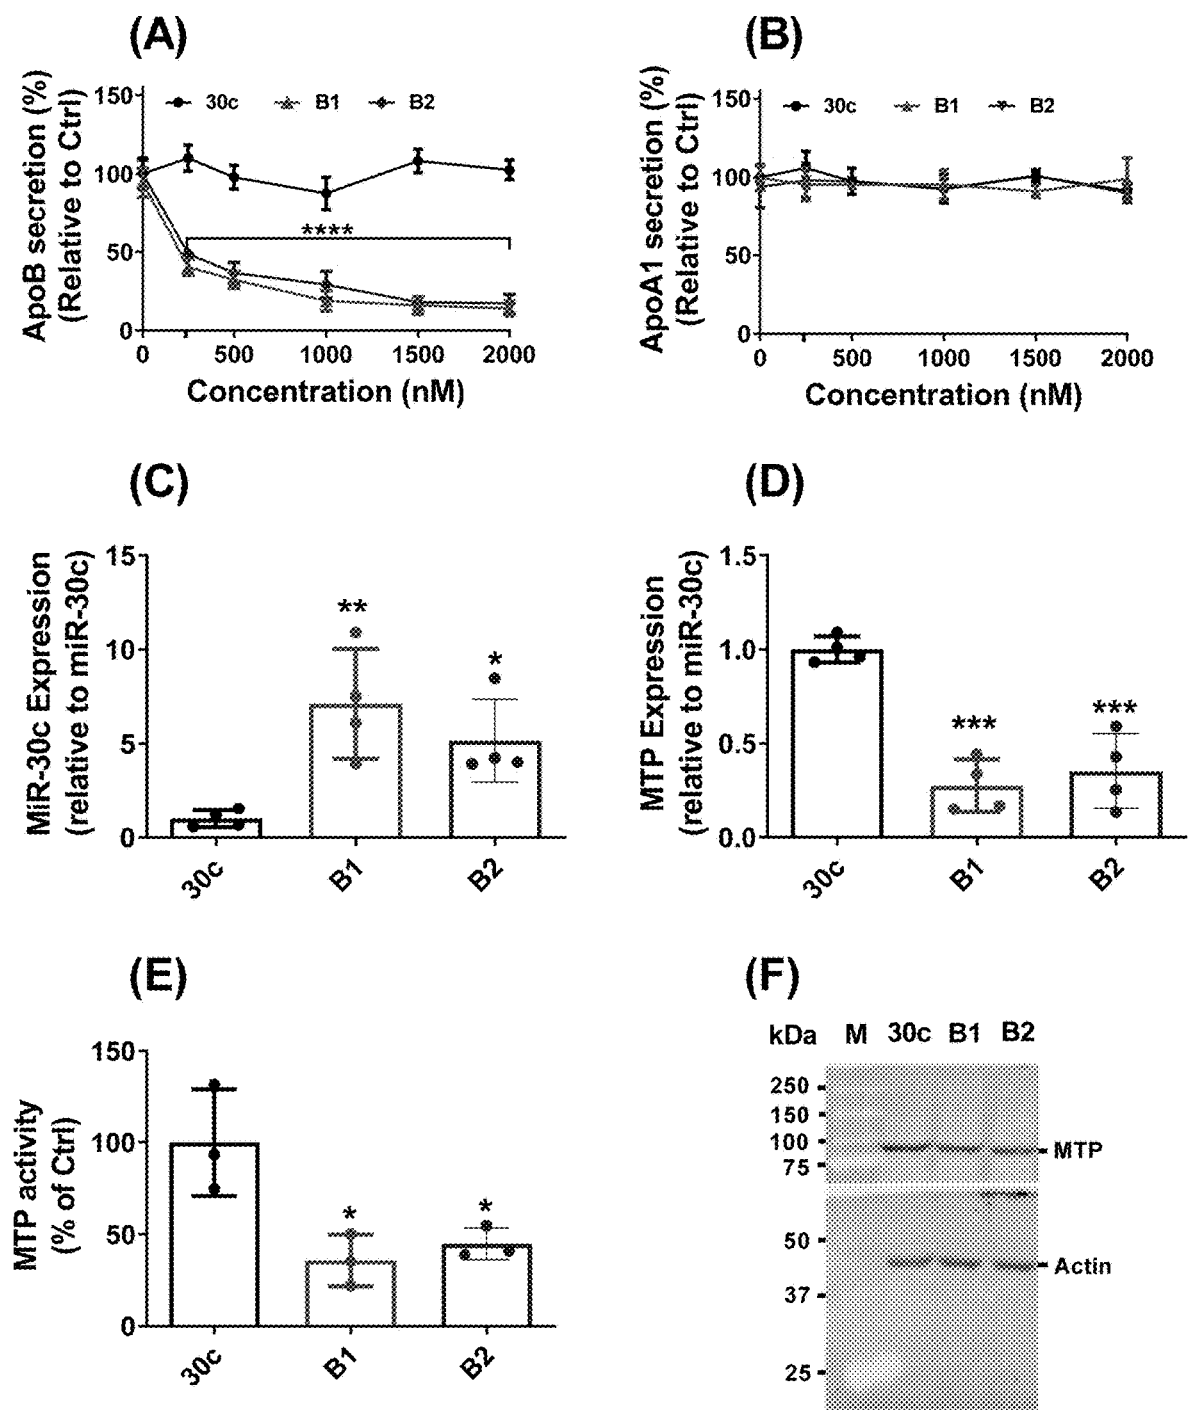 (A)
ApoB secretion (%)
(Relative to Ctrl)
150
100
50
0
30c B1 B2
****
0 500 1000 1500 2000
Concentration (nM)
(B)
ApoA1 secretion (%)
(Relative to Ctrl)
150
100
50
0
30c B1 B2
0 500 1000 1500 2000
Concentration (nM)
(C)
MiR-30c Expression
(relative to miR-30c)
15
10
5
0
**
*
30c B1 B2
(D)
MTP Expression
(relative to miR-30c)
1.5
1.0
0.5
0.0
***
***
30c B1 B2
(E)
MTP activity
(% of Ctrl)
150
100
50
0
*
*
30c B1 B2
(F)
kDa M 30c B1 B2
250
150
100
75
50
37
25
MTP
Actin